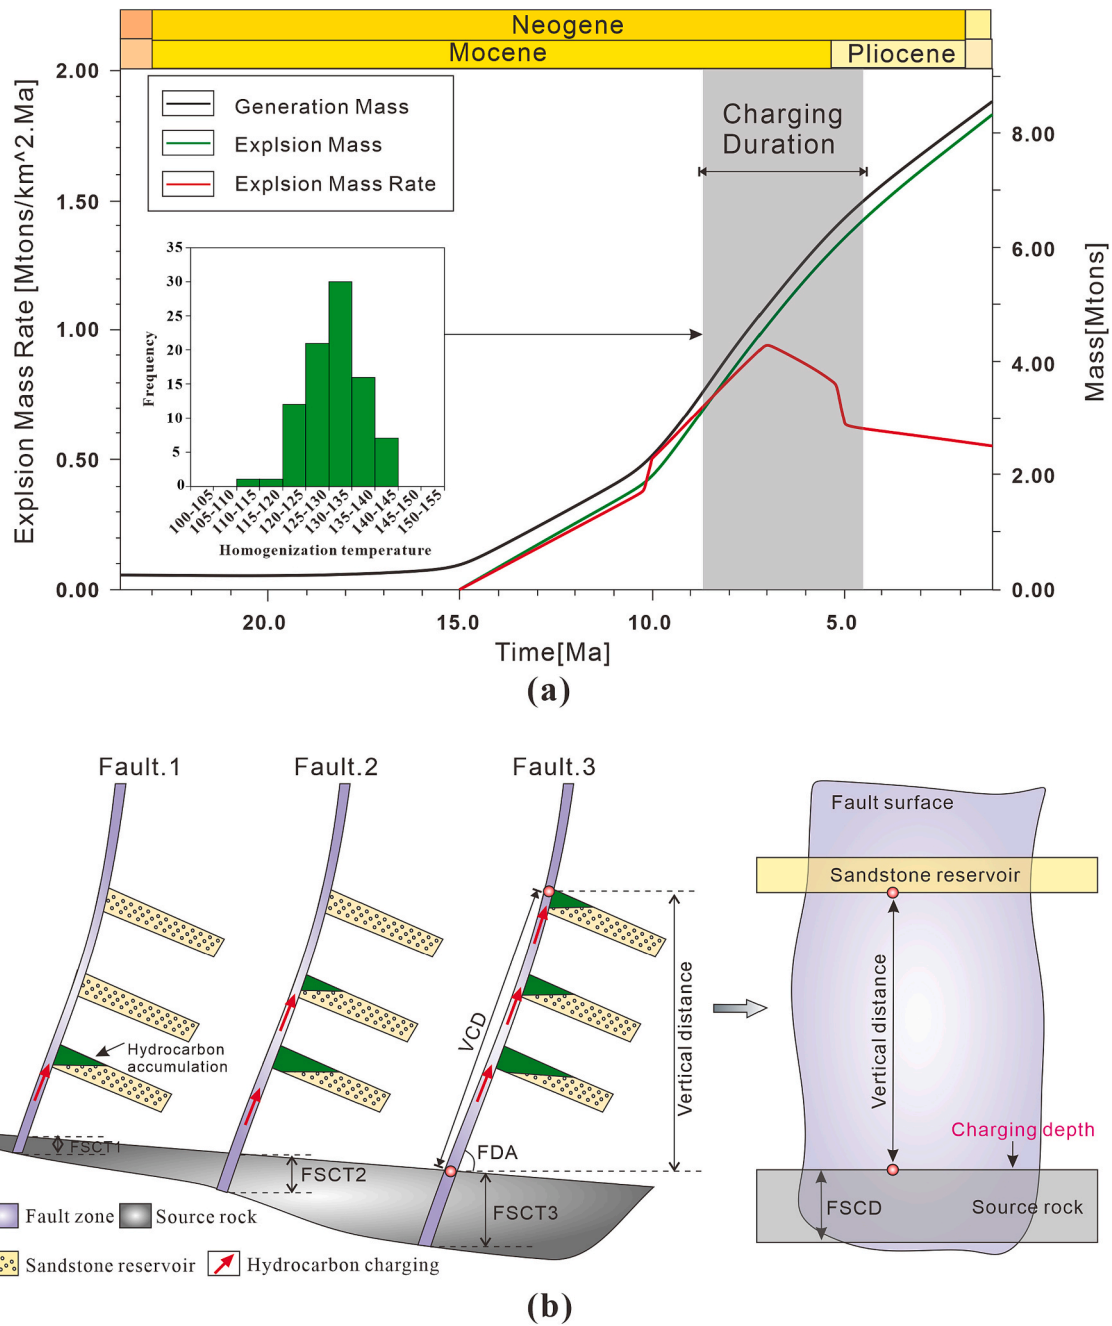 Neogene
Mocene
Pliocene
Explsion Mass Rate [Mtons/km^2.Ma]
2.00
1.50
1.00
0.50
0.00
Generation Mass
Explsion Mass
Explsion Mass Rate
Charging
Duration
Frequency
35
30
25
20
15
10
5
0
100-105
105-110
110-115
115-120
120-125
125-130
130-135
135-140
140-145
145-150
150-155
Homogenization temperature
8.00
6.00
4.00
2.00
0.00
Mass[Mtons]
20.0
15.0
10.0
5.0
Time[Ma]
(a)
Fault.1
Fault.2
Fault.3
Hydrocarbon
accumulation
VCD
Vertical distance
FDA
FSCT1
FSCT2
FSCT3
Fault zone
Source rock
Sandstone reservoir
Hydrocarbon charging
Fault surface
Sandstone reservoir
Vertical distance
Charging depth
FSCD
Source rock
(b)